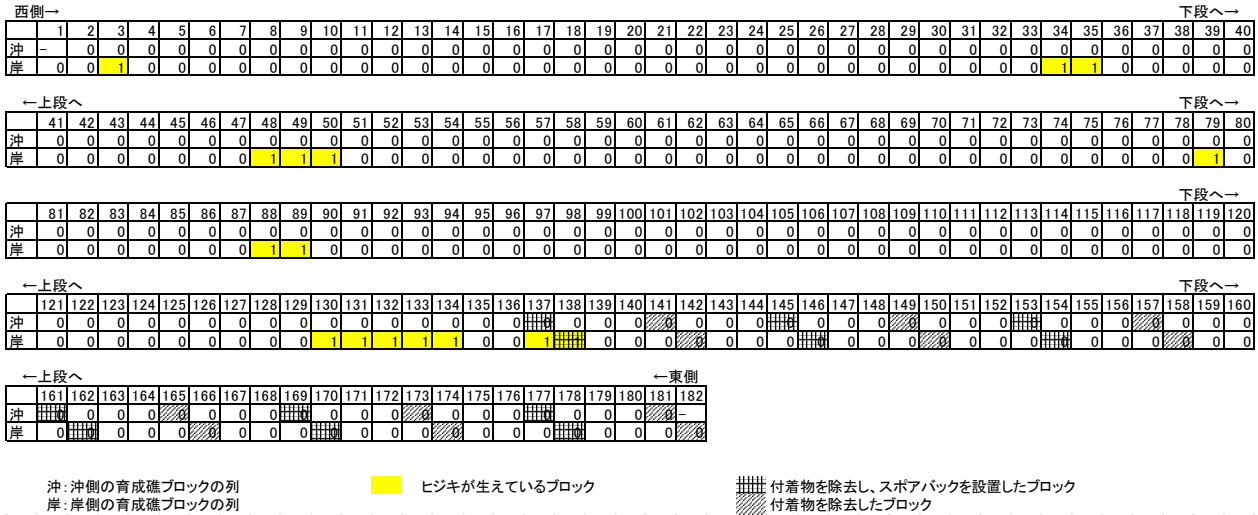 西側→ 下段へ→
1 2 3 4 5 6 7 8 9 10 11 12 13 14 15 16 17 18 19 20 21 22 23 24 25 26 27 28 29 30 31 32 33 34 35 36 37 38 39 40
沖 - 0 0 0 0 0 0 0 0 0 0 0 0 0 0 0 0 0 0 0 0 0 0 0 0 0 0 0 0 0 0 0 0 0 0 0 0 0 0 0
岸 0 0 1 0 0 0 0 0 0 0 0 0 0 0 0 0 0 0 0 0 0 0 0 0 0 0 0 0 0 0 0 0 0 1 1 0 0 0 0 0
←上段へ 下段へ→
41 42 43 44 45 46 47 48 49 50 51 52 53 54 55 56 57 58 59 60 61 62 63 64 65 66 67 68 69 70 71 72 73 74 75 76 77 78 79 80
沖 0 0 0 0 0 0 0 0 0 0 0 0 0 0 0 0 0 0 0 0 0 0 0 0 0 0 0 0 0 0 0 0 0 0 0 0 0 0 0 0
岸 0 0 0 0 0 0 0 1 1 1 0 0 0 0 0 0 0 0 0 0 0 0 0 0 0 0 0 0 0 0 0 0 0 0 0 0 0 0 1 0
下段へ→
81 82 83 84 85 86 87 88 89 90 91 92 93 94 95 96 97 98 99 100 101 102 103 104 105 106 107 108 109 110 111 112 113 114 115 116 117 118 119 120
沖 0 0 0 0 0 0 0 0 0 0 0 0 0 0 0 0 0 0 0 0 0 0 0 0 0 0 0 0 0 0 0 0 0 0 0 0 0 0 0 0
岸 0 0 0 0 0 0 0 1 1 0 0 0 0 0 0 0 0 0 0 0 0 0 0 0 0 0 0 0 0 0 0 0 0 0 0 0 0 0 0 0
←上段へ 下段へ→
121 122 123 124 125 126 127 128 129 130 131 132 133 134 135 136 137 138 139 140 141 142 143 144 145 146 147 148 149 150 151 152 153 154 155 156 157 158 159 160
沖 0 0 0 0 0 0 0 0 0 0 0 0 0 0 0 0 0 0 0 0 0 0 0 0 0 0 0 0 0 0 0 0 0 0 0 0 0 0 0 0
岸 0 0 0 0 0 0 0 0 0 1 1 1 1 1 0 0 1 1 0 0 0 0 0 0 0 0 0 0 0 0 0 0 0 0 0 0 0 0 0 0
←上段へ ←東側
161 162 163 164 165 166 167 168 169 170 171 172 173 174 175 176 177 178 179 180 181 182
沖 0 0 0 0 0 0 0 0 0 0 0 0 0 0 0 0 0 0 0 0 0 -
岸 0 0 0 0 0 0 0 0 0 0 0 0 0 0 0 0 0 0 0 0 0 0
沖：沖側の育成礁ブロックの列 ヒジキが生えているブロック 付着物を除去し、スポアバックを設置したブロック
岸：岸側の育成礁ブロックの列 付着物を除去したブロック